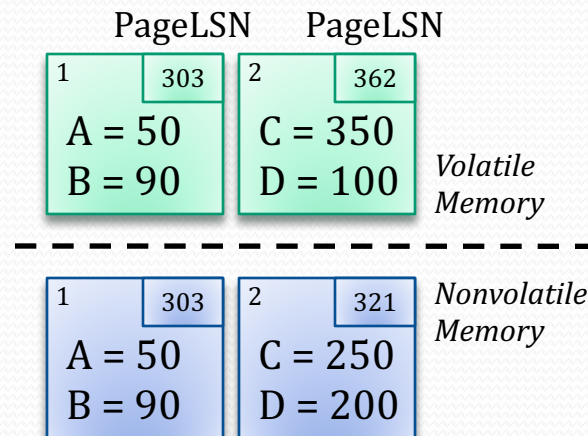 PageLSN PageLSN
1 303 2 362
A = 50 C = 350
B = 90 D = 100
Volatile
Memory
1 303 2 321
Nonvolatile
Memory
A = 50 C = 250
B = 90 D = 200